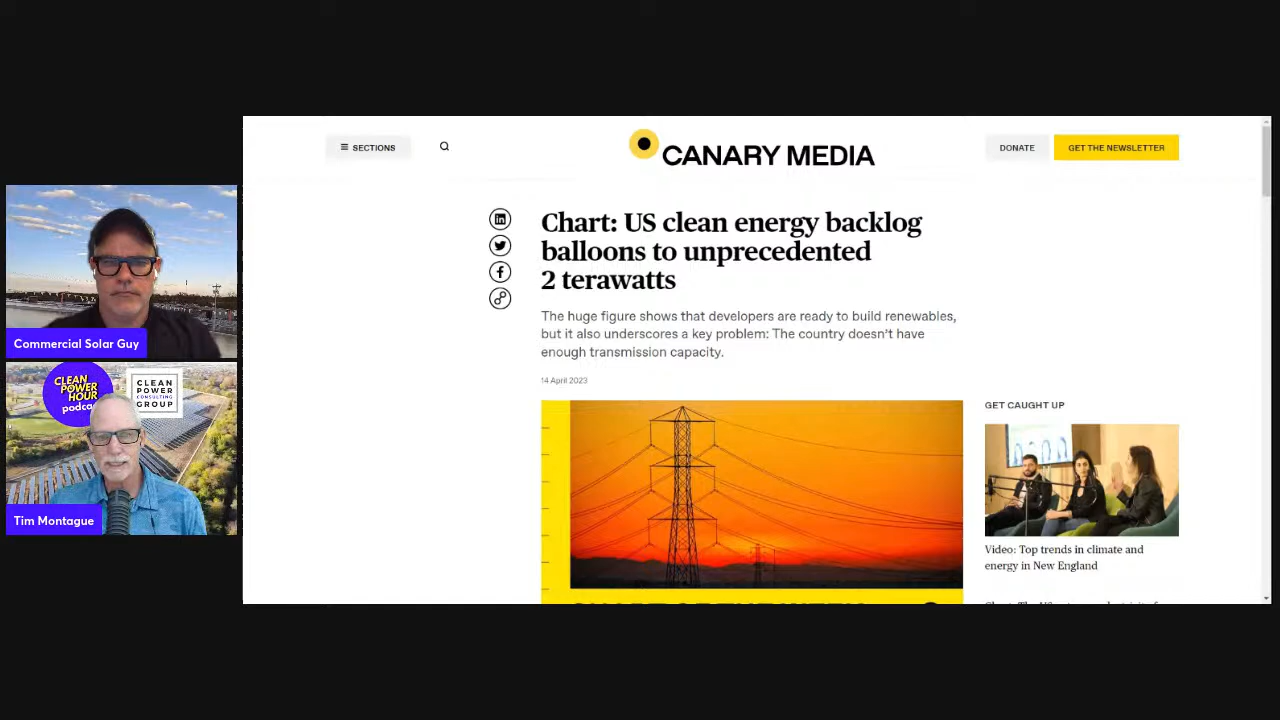 Commercial Solar Guy
CLEAN
POWER
HOUR
CLEAN
POWER
CONSULTING
GROUP
Tim Montague
SECTIONS
CANARY MEDIA
DONATE
GET THE NEWSLETTER
Chart: US clean energy backlog
balloons to unprecedented
2 terawatts
The huge figure shows that developers are ready to build renewables,
but it also underscores a key problem: The country doesn’t have
enough transmission capacity.
14 April 2023
GET CAUGHT UP
Video: Top trends in climate and
energy in New England